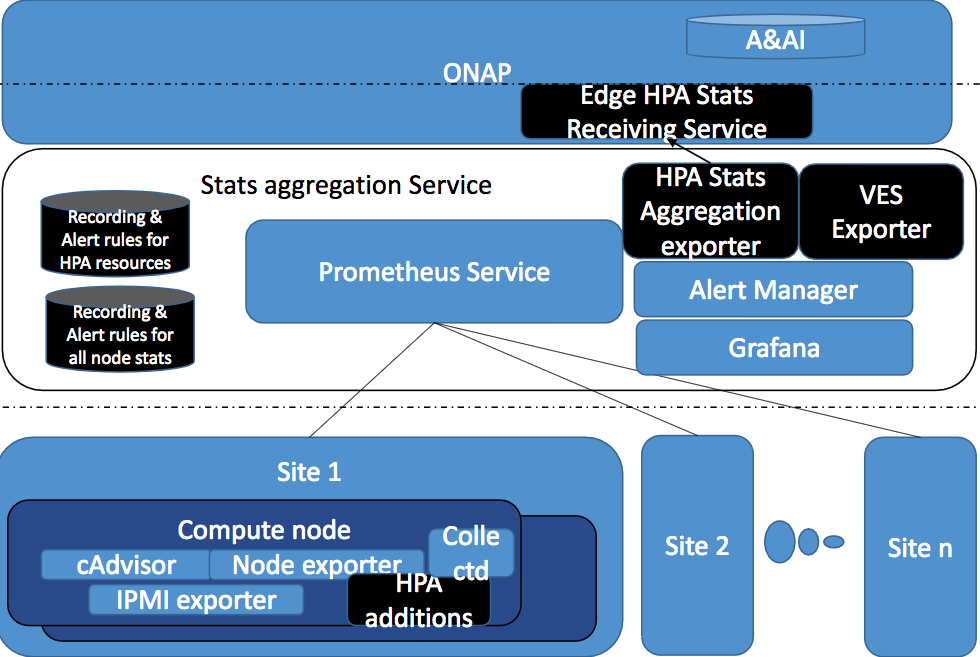 A&AI
ONAP
Edge HPA Stats
Receiving Service
Stats aggregation Service
Recording &
Alert rules for
HPA resources
Recording &
Alert rules for
all node stats
Prometheus Service
HPA Stats
Aggregation
exporter
VES
Exporter
Alert Manager
Grafana
Site 1
Compute node
cAdvisor
Node exporter
Colle
ctd
IPMI exporter
HPA
additions
Site 2
Site n